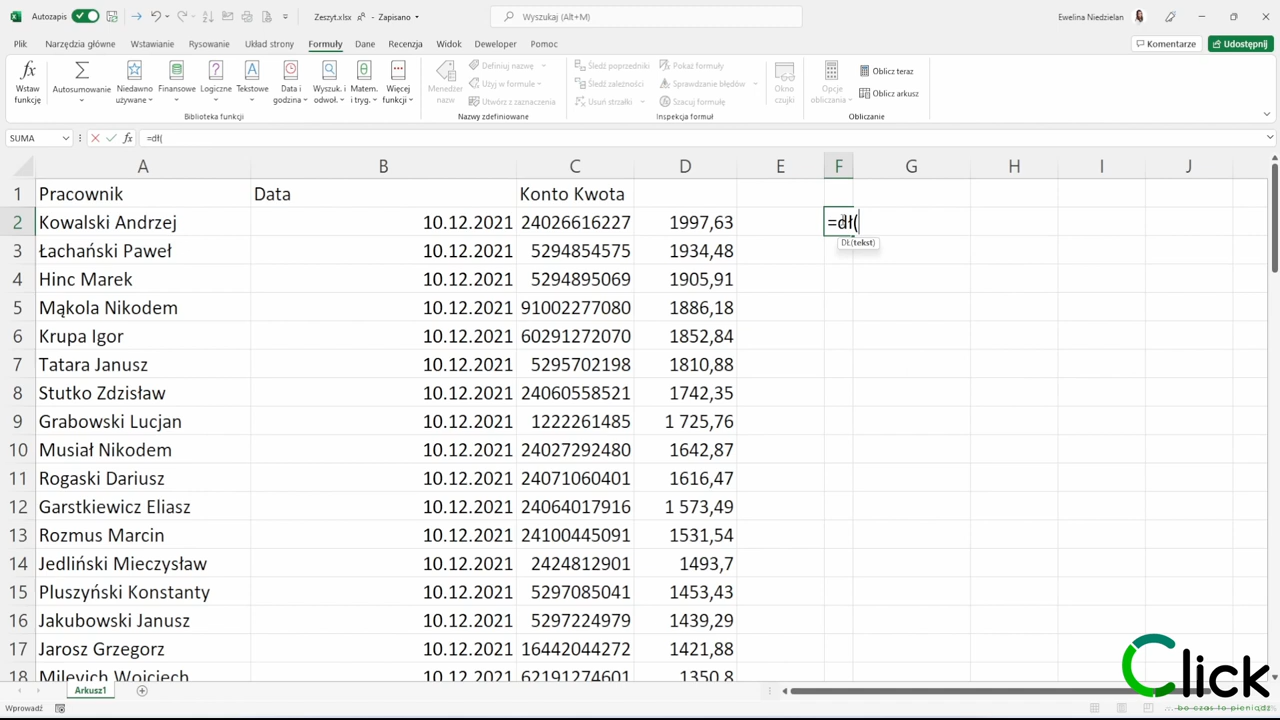 Autozapis
Zeszyt.xlsx
- Zapisano
Wyszukaj (Alt+M)
Ewelina Niedzielan
Plik Narzędzia główne Wstawianie Rysowanie Układ strony Formuły Dane Recenzja Widok Deweloper Pomoc
Komentarze Udostępnij
Wstaw funkcję
Autosumowanie
Niedawno używane
Finansowe
Logiczne
Tekstowe
Data i godzina
Wyszuk. i odwoł.
Matem. i tryg.
Więcej funkcji
Biblioteka funkcji
Menedżer nazw
Definiuj nazwę
Użyj w formule
Utwórz z zaznaczenia
Nazwy zdefiniowane
Śledź poprzedniki
Śledź zależności
Usuń strzałki
Pokaż formuły
Sprawdzanie błędów
Szacuj formułę
Inspekcja formuł
Okno czujki
Opcje obliczania
Oblicz teraz
Oblicz arkusz
Obliczanie
SUMA fx =dł(
A B C D E F G H I J
1 Pracownik Data Konto Kwota
2 Kowalski Andrzej 10.12.2021 24026616227 1997,63 =dł(
DŁ(tekst)
3 Łachański Paweł 10.12.2021 5294854575 1934,48
4 Hinc Marek 10.12.2021 5294895069 1905,91
5 Mąkola Nikodem 10.12.2021 91002277080 1886,18
6 Krupa Igor 10.12.2021 60291272070 1852,84
7 Tatara Janusz 10.12.2021 5295702198 1810,88
8 Stutko Zdzisław 10.12.2021 24060558521 1742,35
9 Grabowski Lucjan 10.12.2021 1222261485 1 725,76
10 Musiał Nikodem 10.12.2021 24027292480 1642,87
11 Rogaski Dariusz 10.12.2021 24071060401 1616,47
12 Garstkiewicz Eliasz 10.12.2021 24064017916 1 573,49
13 Rozmus Marcin 10.12.2021 24100445091 1531,54
14 Jedliński Mieczysław 10.12.2021 2424812901 1493,7
15 Pluszyński Konstanty 10.12.2021 5297085041 1453,43
16 Jakubowski Janusz 10.12.2021 5297224979 1439,29
17 Jarosz Grzegorz 10.12.2021 16442044272 1421,88
18 Milevich Wojciech 10.12.2021 62191274601 1350,8
Arkusz1
Wprowadź
Click
bo czas to pieniądz